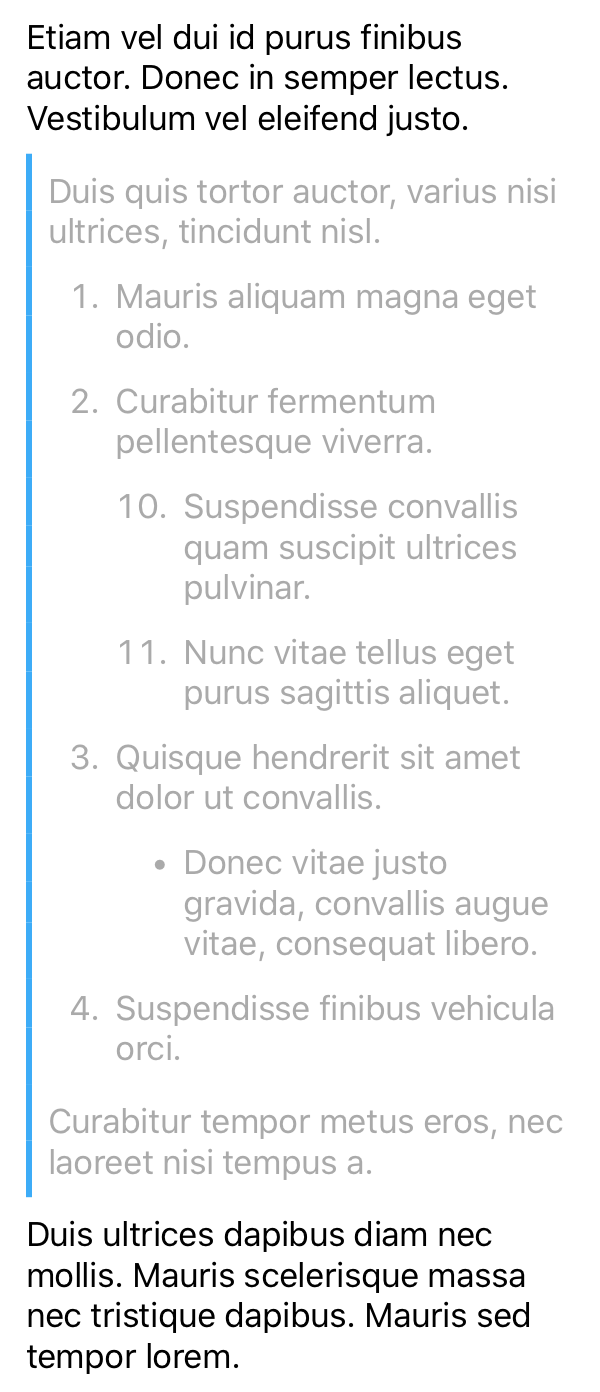 Etiam vel dui id purus finibus
auctor. Donec in semper lectus.
Vestibulum vel eleifend justo.
Duis quis tortor auctor, varius nisi
ultrices, tincidunt nisl.
1. Mauris aliquam magna eget
odio.
2. Curabitur fermentum
pellentesque viverra.
10. Suspendisse convallis
quam suscipit ultrices
pulvinar.
11. Nunc vitae tellus eget
purus sagittis aliquet.
3. Quisque hendrerit sit amet
dolor ut convallis.
• Donec vitae justo
gravida, convallis augue
vitae, consequat libero.
4. Suspendisse finibus vehicula
orci.
Curabitur tempor metus eros, nec
laoreet nisi tempus a.
Duis ultrices dapibus diam nec
mollis. Mauris scelerisque massa
nec tristique dapibus. Mauris sed
tempor lorem.